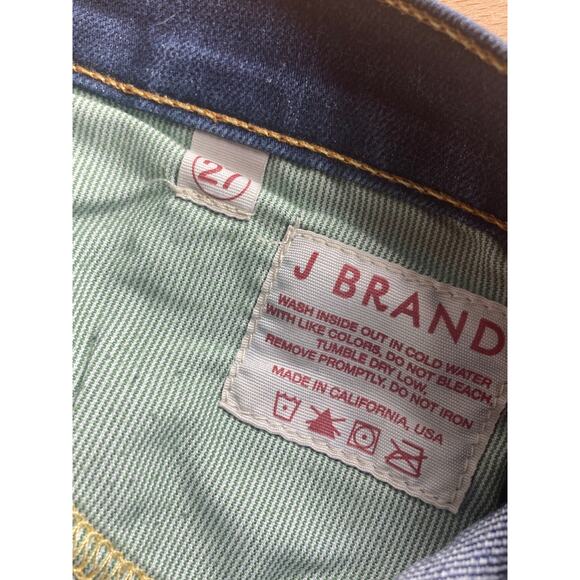 27
J BRAND
WASH INSIDE OUT IN COLD WATER
WITH LIKE COLORS, DO NOT BLEACH.
TUMBLE DRY LOW,
REMOVE PROMPTLY. DO NOT IRON
MADE IN CALIFORNIA, USA